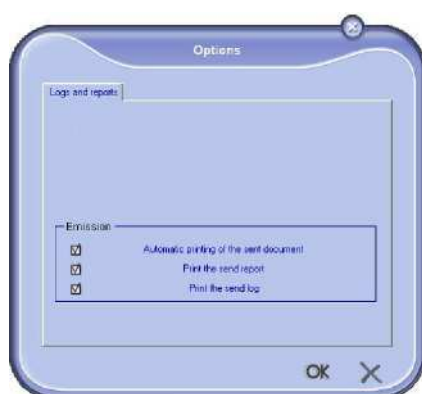 Options
Logs and reports
Emission
Automatic printing of the sent document
Print the send report
Print the send log
OK